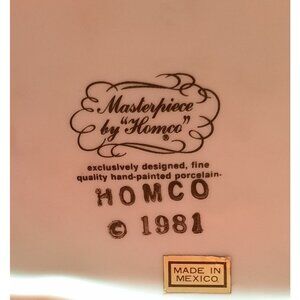 Masterpiece
by "Homco"®
exclusively designed, fine
quality hand-painted porcelain.
HOMCO
© 1981
MADE IN
MEXICO